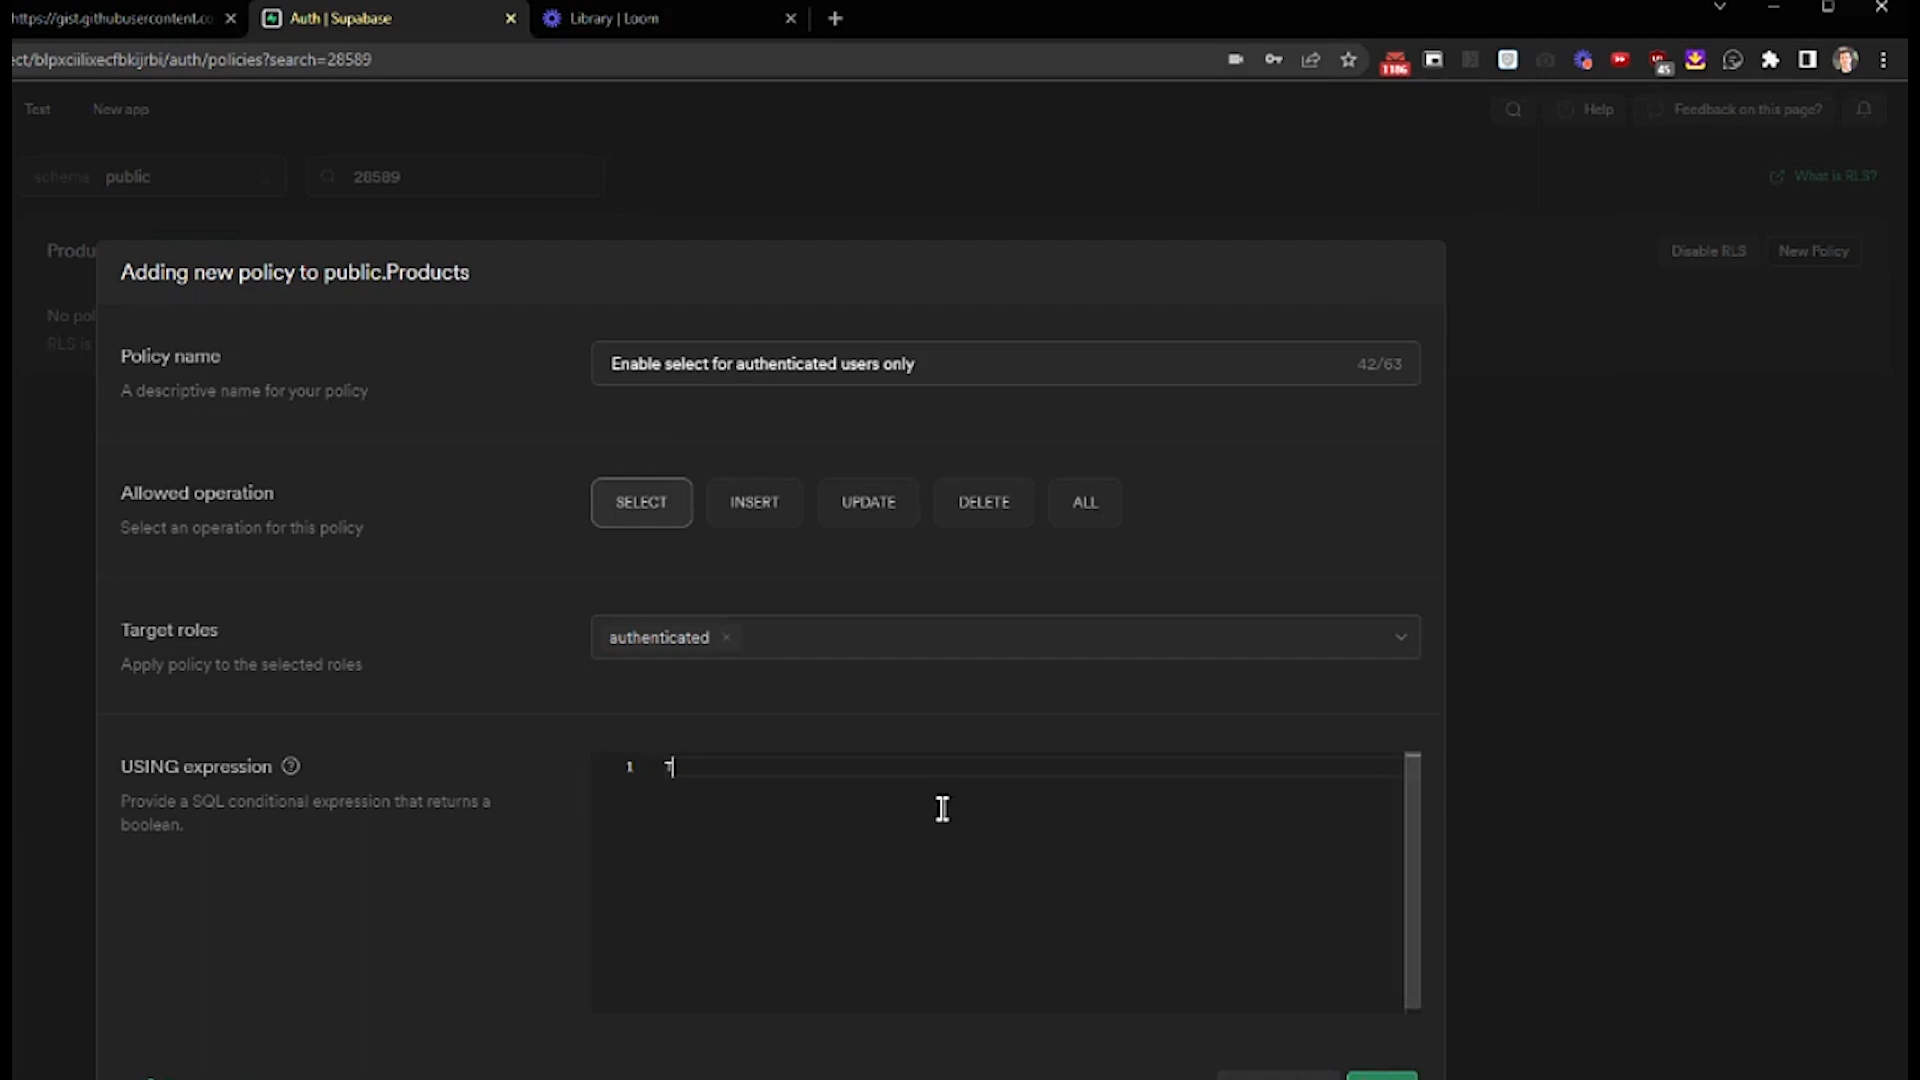 https://gist.githubusercontent.co
Auth | Supabase
Library | Loom
ect/blpxciilixecfbkijrbi/auth/policies?search=28589
1186
45
Text
New app
Help
Feedback on this page?
schema public
28589
What is RLS?
Produ
Disable RLS
New Policy
Adding new policy to public.Products
No pol
RLS is
Policy name
Enable select for authenticated users only
42/63
A descriptive name for your policy
Allowed operation
SELECT
INSERT
UPDATE
DELETE
ALL
Select an operation for this policy
Target roles
authenticated
Apply policy to the selected roles
USING expression
1
T
Provide a SQL conditional expression that returns a
boolean.